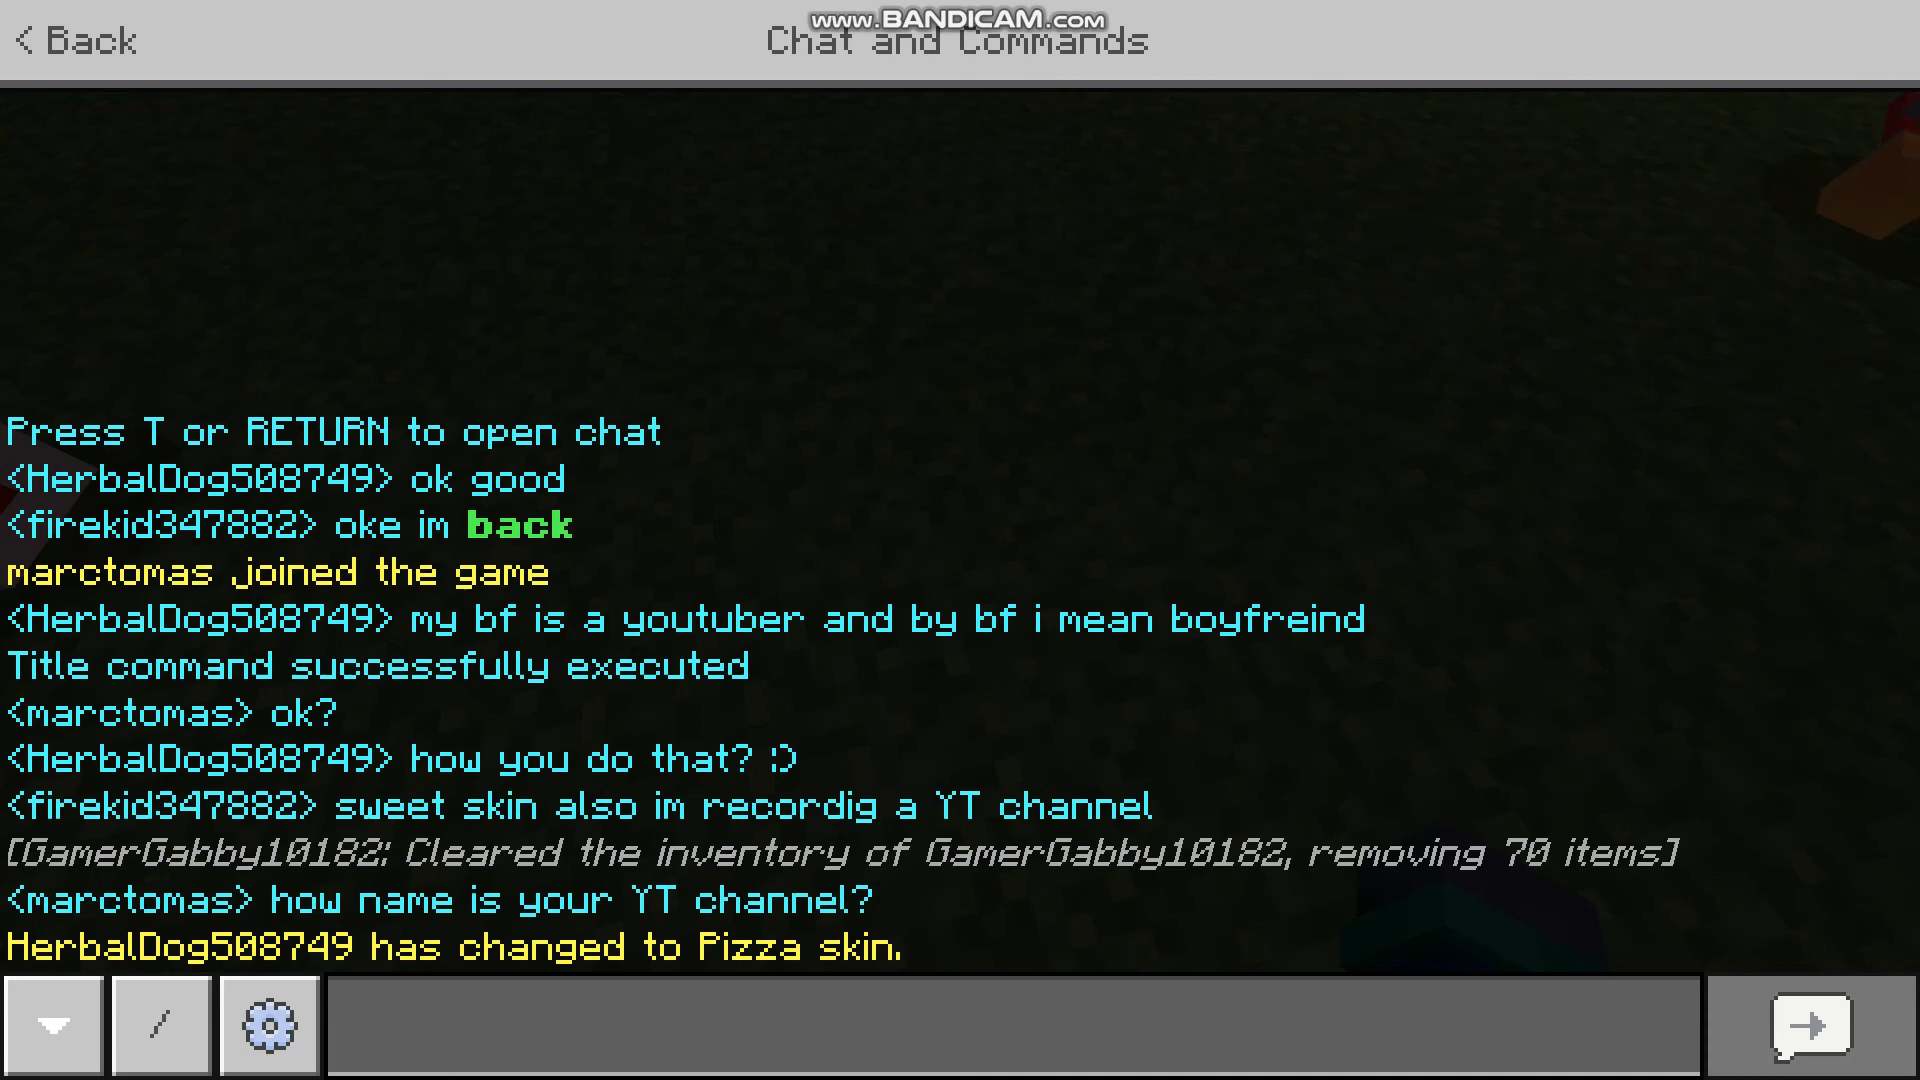 www.BANDICAM.com
< Back
Chat and Commands
Press T or RETURN to open chat
<HerbalDog508749> ok good
<firekid347882> oke im back
marctomas joined the game
<HerbalDog508749> my bf is a youtuber and by bf i mean boyfreind
Title command successfully executed
<marctomas> ok?
<HerbalDog508749> how you do that? :)
<firekid347882> sweet skin also im recordig a YT channel
[GamerGabby10182: Cleared the inventory of GamerGabby10182, removing 70 items]
<marctomas> how name is your YT channel?
HerbalDog508749 has changed to Pizza skin.
/